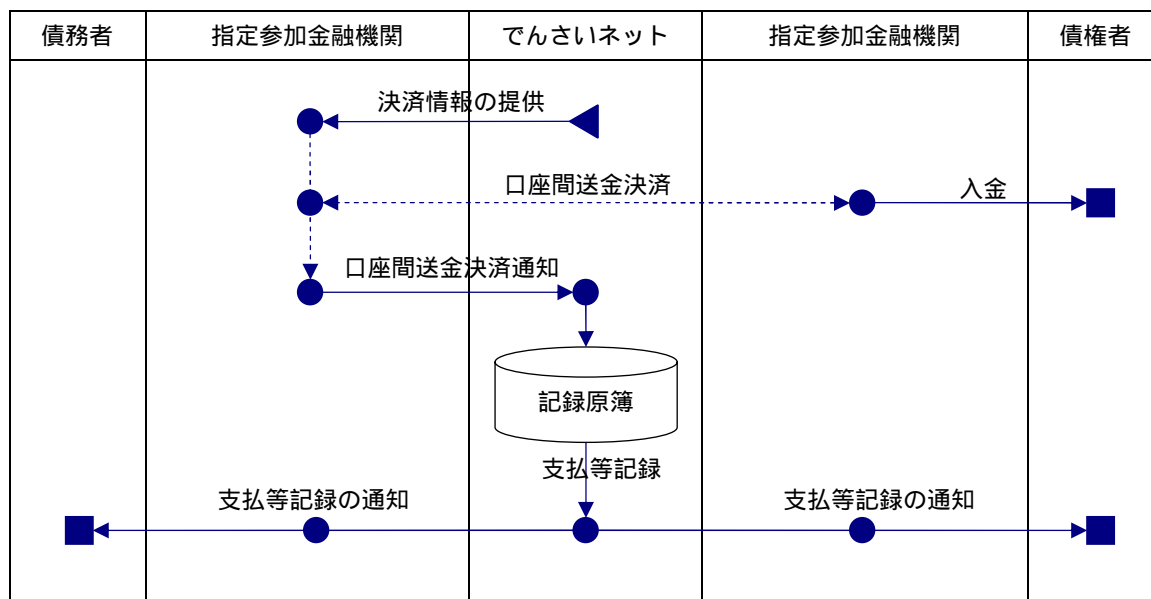 債務者
指定参加金融機関
でんさいネット
指定参加金融機関
債権者
決済情報の提供
口座間送金決済
入金
口座間送金決済通知
記録原簿
支払等記録
支払等記録の通知
支払等記録の通知